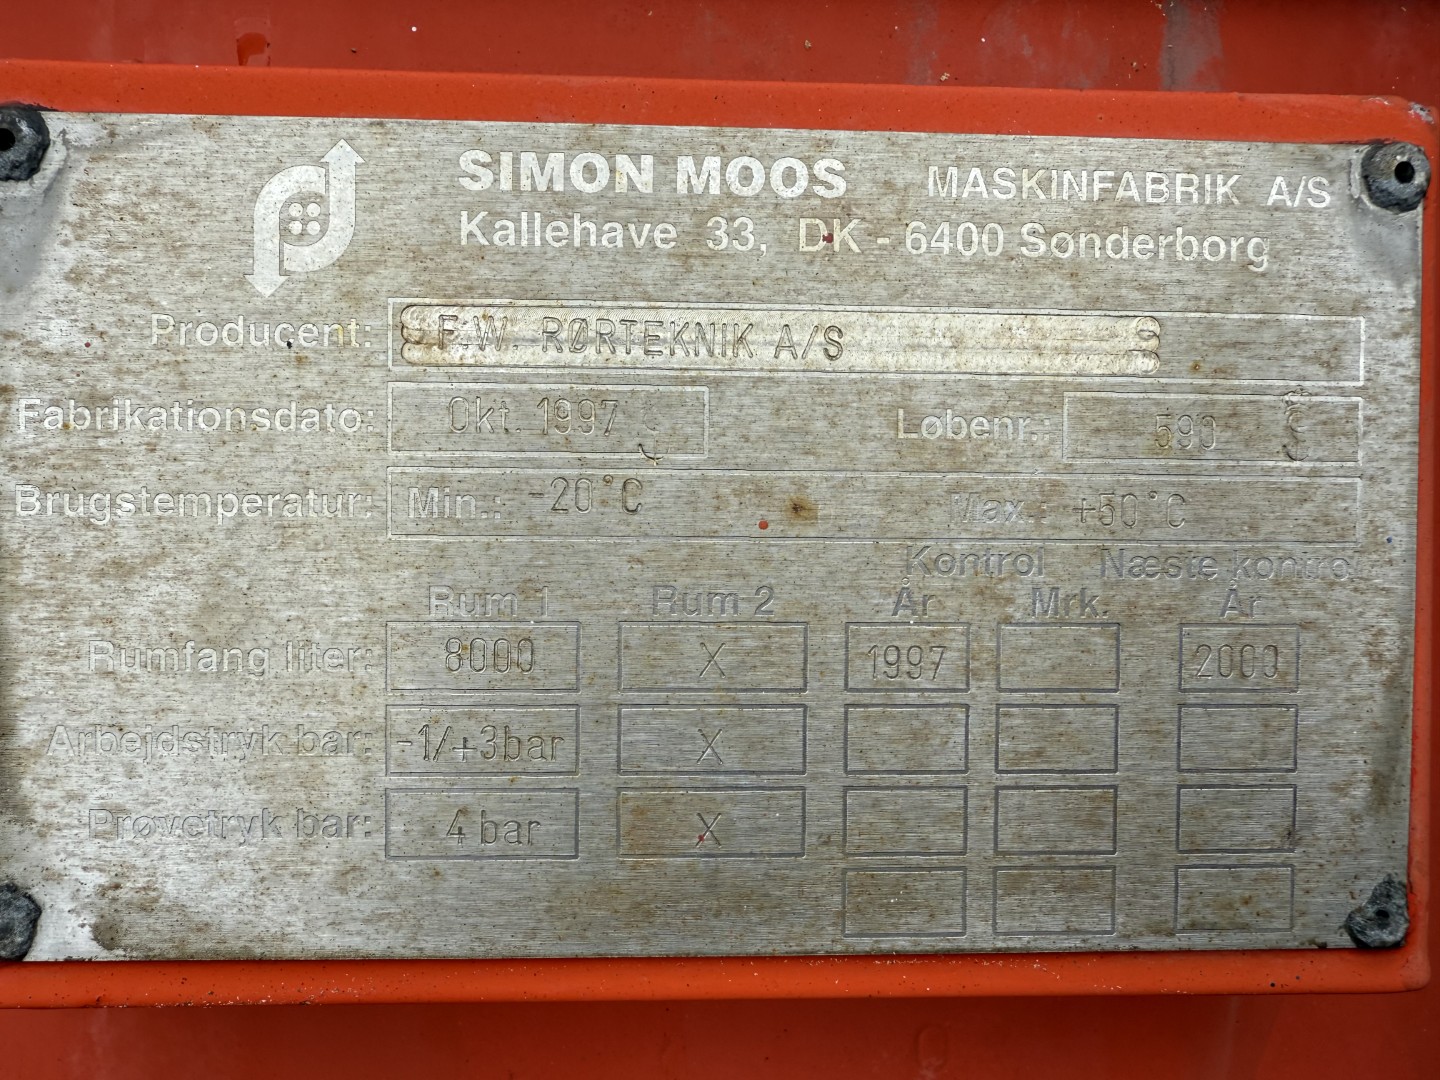 SIMON MOOS MASKINFABRIK A/S
Kallehave 33, DK - 6400 Sønderborg
Producent: F.W. RØRTEKNIK A/S
Fabrikationsdato: Okt. 1997 Løbenr.: 590
Brugstemperatur: Min.: -20°C Max.: +50°C
Kontrol Næste kontrol
Rum 1 Rum 2 År Mrk. År
Rumfang liter: 8000 X 1997 2000
Arbejdstryk bar: -1/+3bar X
Prøvetryk bar: 4 bar X